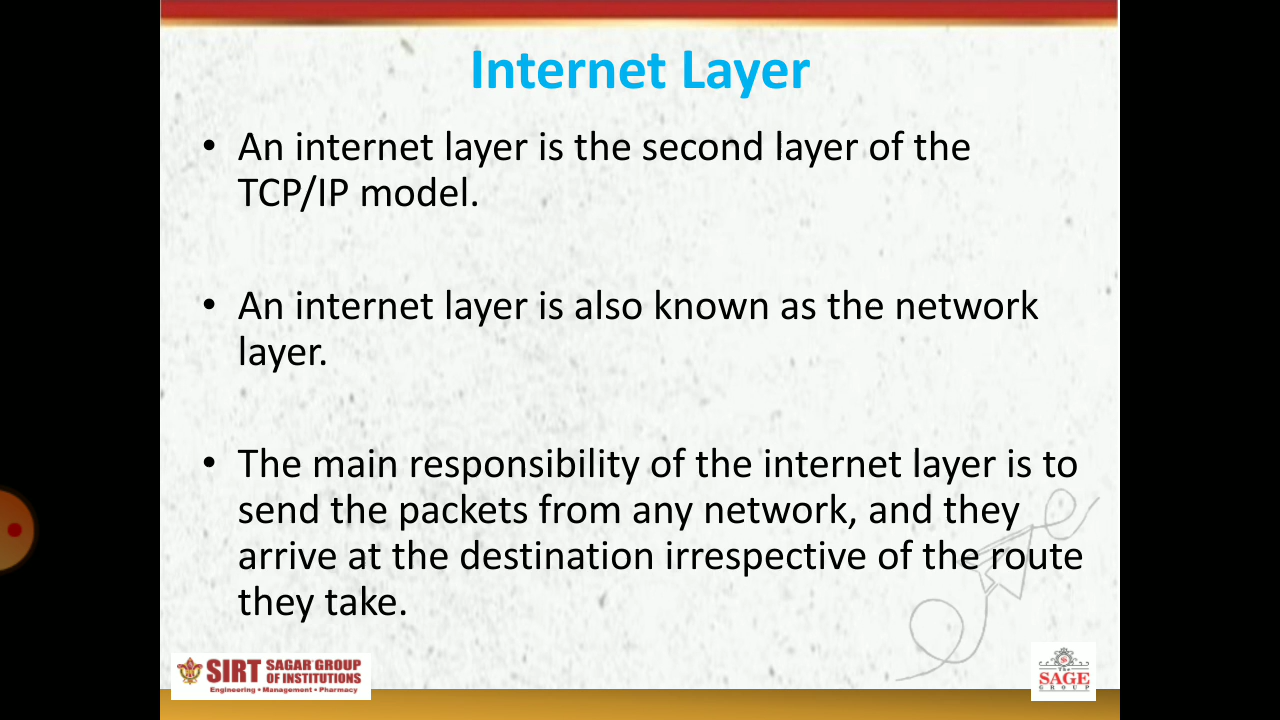 Internet Layer
• An internet layer is the second layer of the
TCP/IP model.
• An internet layer is also known as the network
layer.
• The main responsibility of the internet layer is to
send the packets from any network, and they
arrive at the destination irrespective of the route
they take.
SIRT SAGAR GROUP
OF INSTITUTIONS
Engineering • Management • Pharmacy
The
SAGE
GROUP